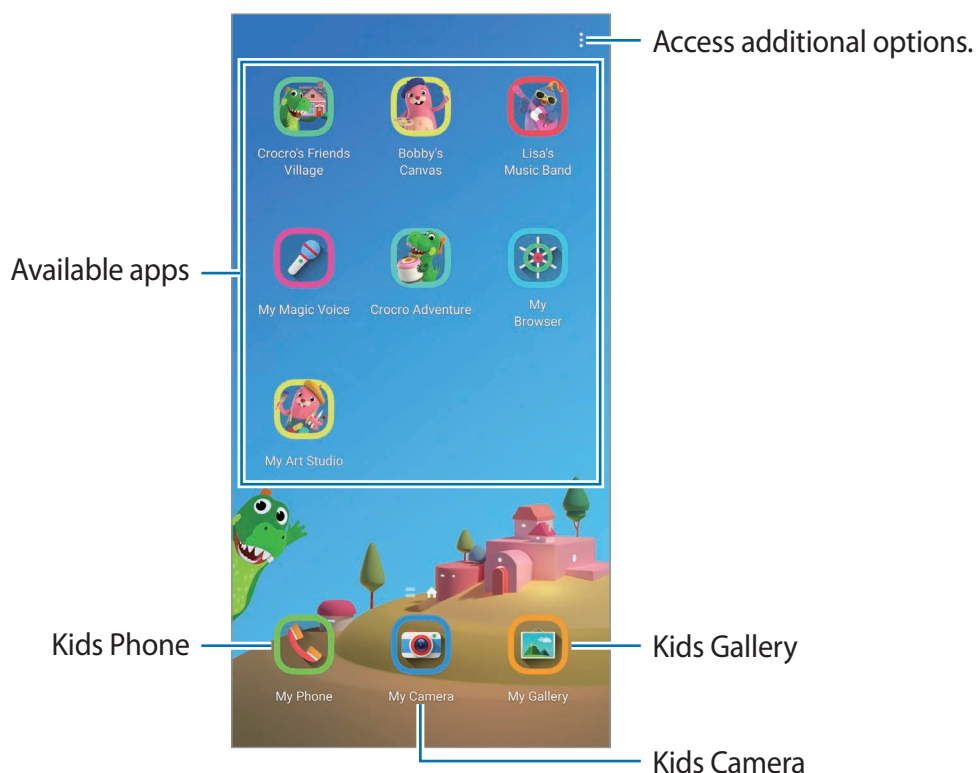 Access additional options.
Crocro's Friends
Village
Bobby's
Canvas
Lisa's
Music Band
Available apps
My Magic Voice
Crocro Adventure
My
Browser
My Art Studio
Kids Phone
Kids Gallery
My Phone
My Camera
My Gallery
Kids Camera